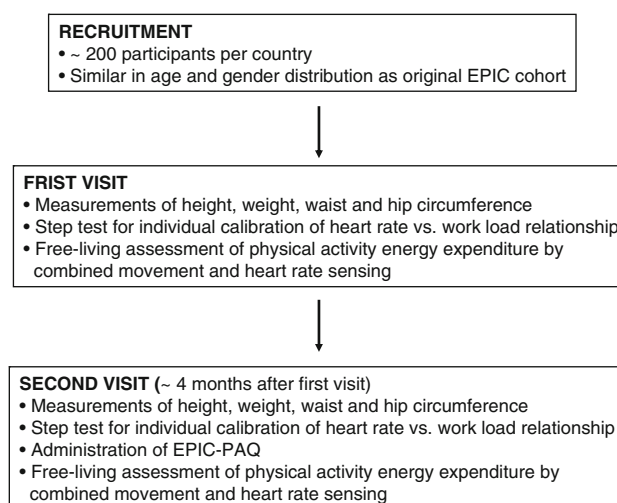 RECRUITMENT
• ~ 200 participants per country
• Similar in age and gender distribution as original EPIC cohort
FRIST VISIT
• Measurements of height, weight, waist and hip circumference
• Step test for individual calibration of heart rate vs. work load relationship
• Free-living assessment of physical activity energy expenditure by
combined movement and heart rate sensing
SECOND VISIT (~ 4 months after first visit)
• Measurements of height, weight, waist and hip circumference
• Step test for individual calibration of heart rate vs. work load relationship
• Administration of EPIC-PAQ
• Free-living assessment of physical activity energy expenditure by
combined movement and heart rate sensing